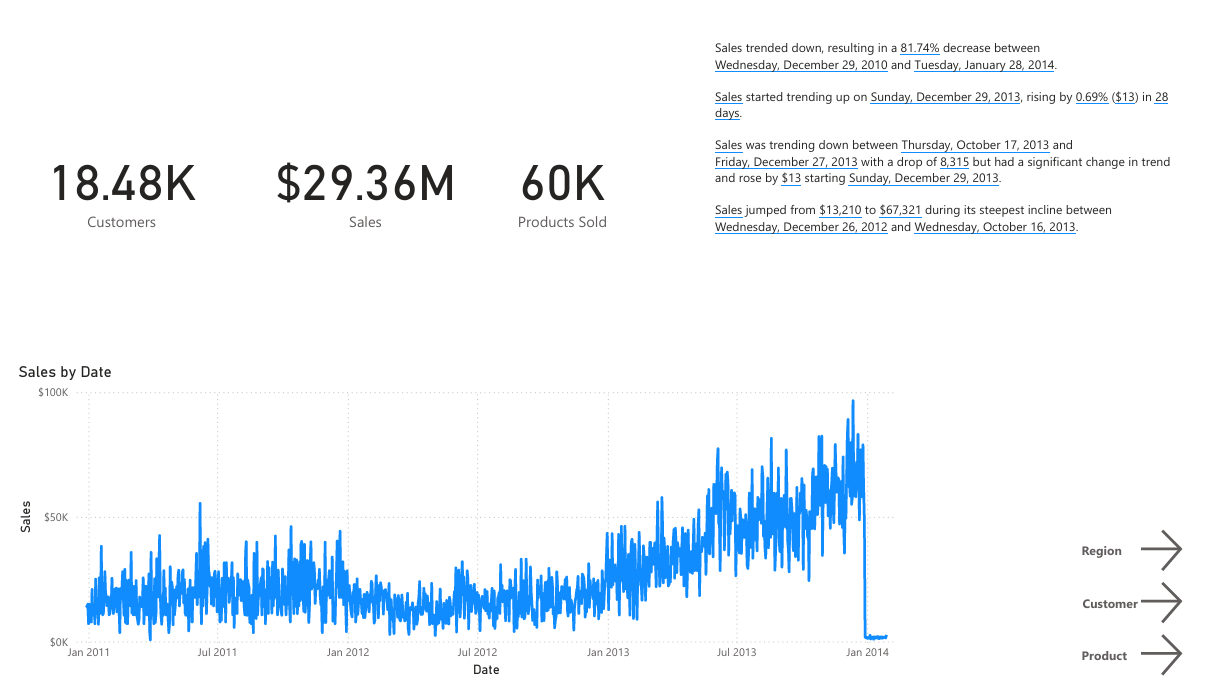 Sales trended down, resulting in a 81.74% decrease between
Wednesday, December 29, 2010 and Tuesday, January 28, 2014.
Sales started trending up on Sunday, December 29, 2013, rising by 0.69% ($13) in 28
days.
Sales was trending down between Thursday, October 17, 2013 and
Friday, December 27, 2013 with a drop of 8,315 but had a significant change in trend
and rose by $13 starting Sunday, December 29, 2013.
Sales jumped from $13,210 to $67,321 during its steepest incline between
Wednesday, December 26, 2012 and Wednesday, October 16, 2013.
18.48K
Customers
$29.36M
Sales
60K
Products Sold
Sales by Date
$100K
$50K
$0K
Sales
Jan 2011 Jul 2011 Jan 2012 Jul 2012 Jan 2013 Jul 2013 Jan 2014
Date
Region
Customer
Product